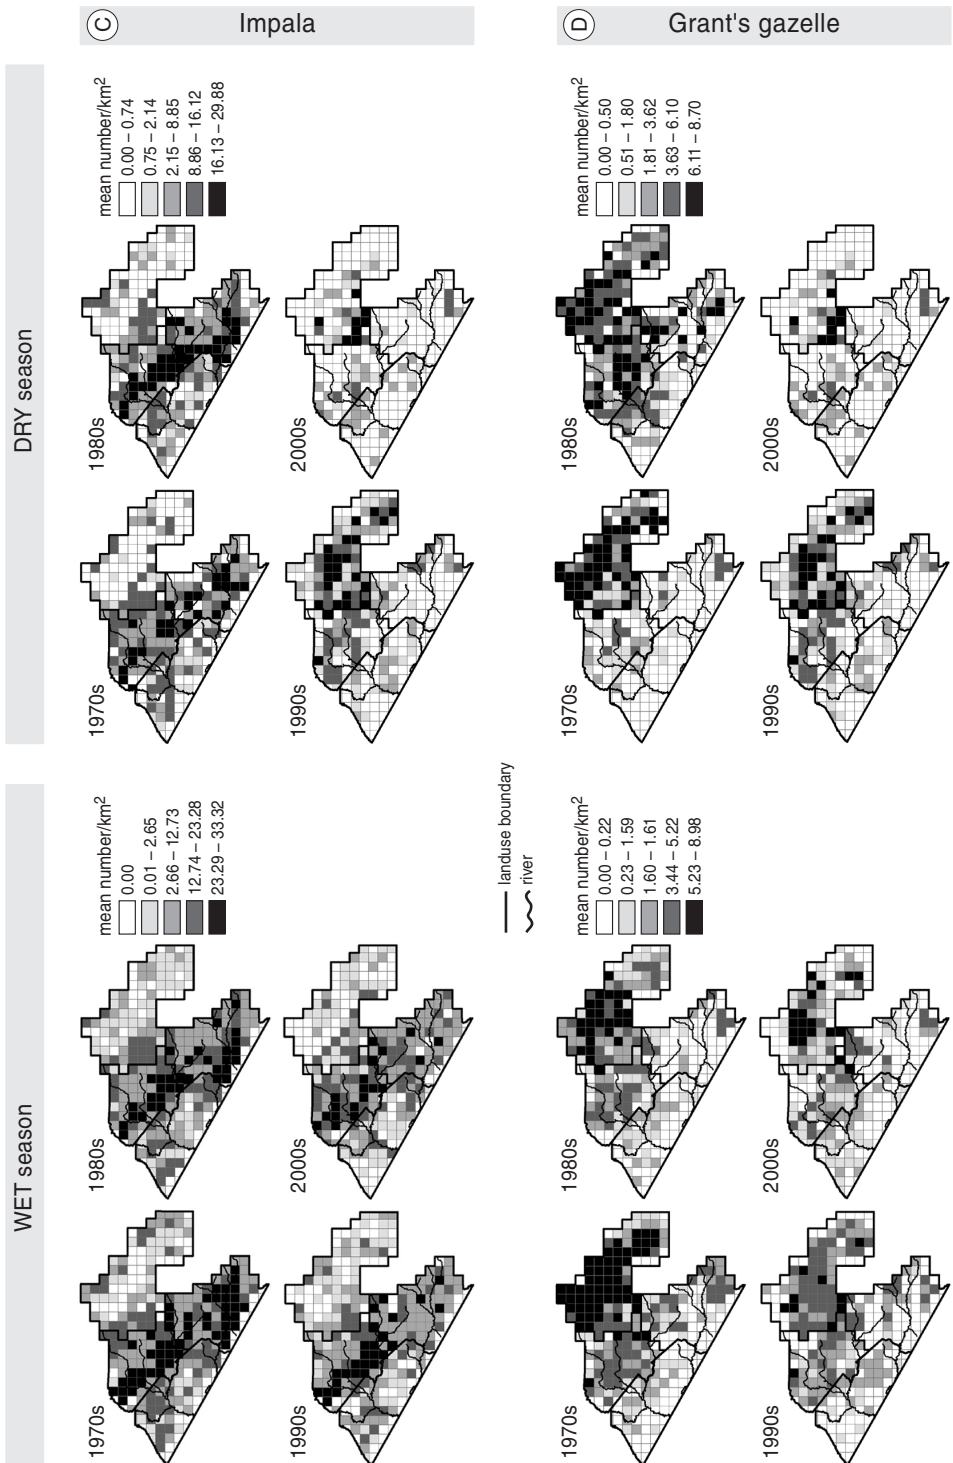 WET season
DRY season
C
Impala
1970s
1980s
mean number/km²
0.00
0.01 – 2.65
2.66 – 12.73
12.74 – 23.28
23.29 – 33.32
1990s
2000s
1970s
1980s
mean number/km²
0.00 – 0.74
0.75 – 2.14
2.15 – 8.85
8.86 – 16.12
16.13 – 29.88
1990s
2000s
landuse boundary
river
D
Grant's gazelle
1970s
1980s
mean number/km²
0.00 – 0.22
0.23 – 1.59
1.60 – 1.61
3.44 – 5.22
5.23 – 8.98
1990s
2000s
1970s
1980s
mean number/km²
0.00 – 0.50
0.51 – 1.80
1.81 – 3.62
3.63 – 6.10
6.11 – 8.70
1990s
2000s